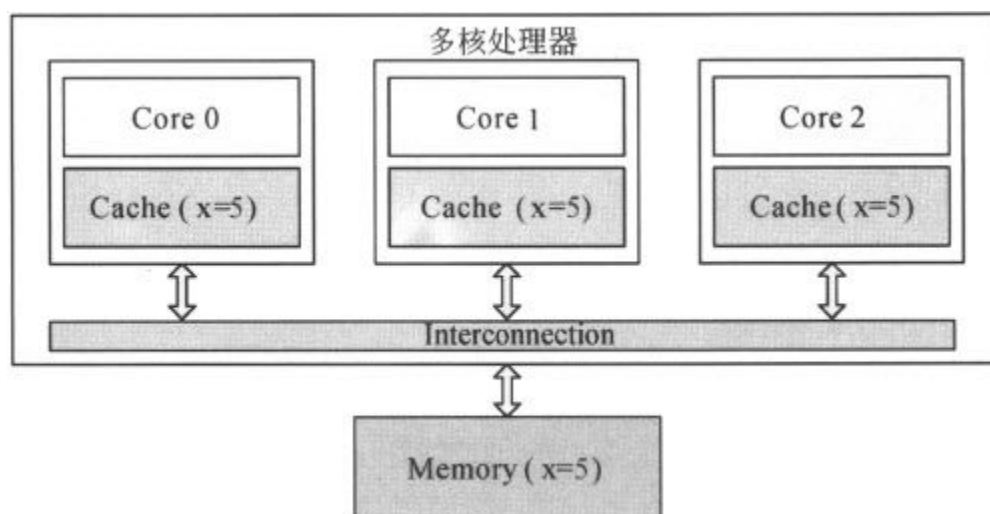 多核处理器
Core 0
Core 1
Core 2
Cache ( x=5)
Cache ( x=5)
Cache( x=5)
Interconnection
Memory ( x=5)